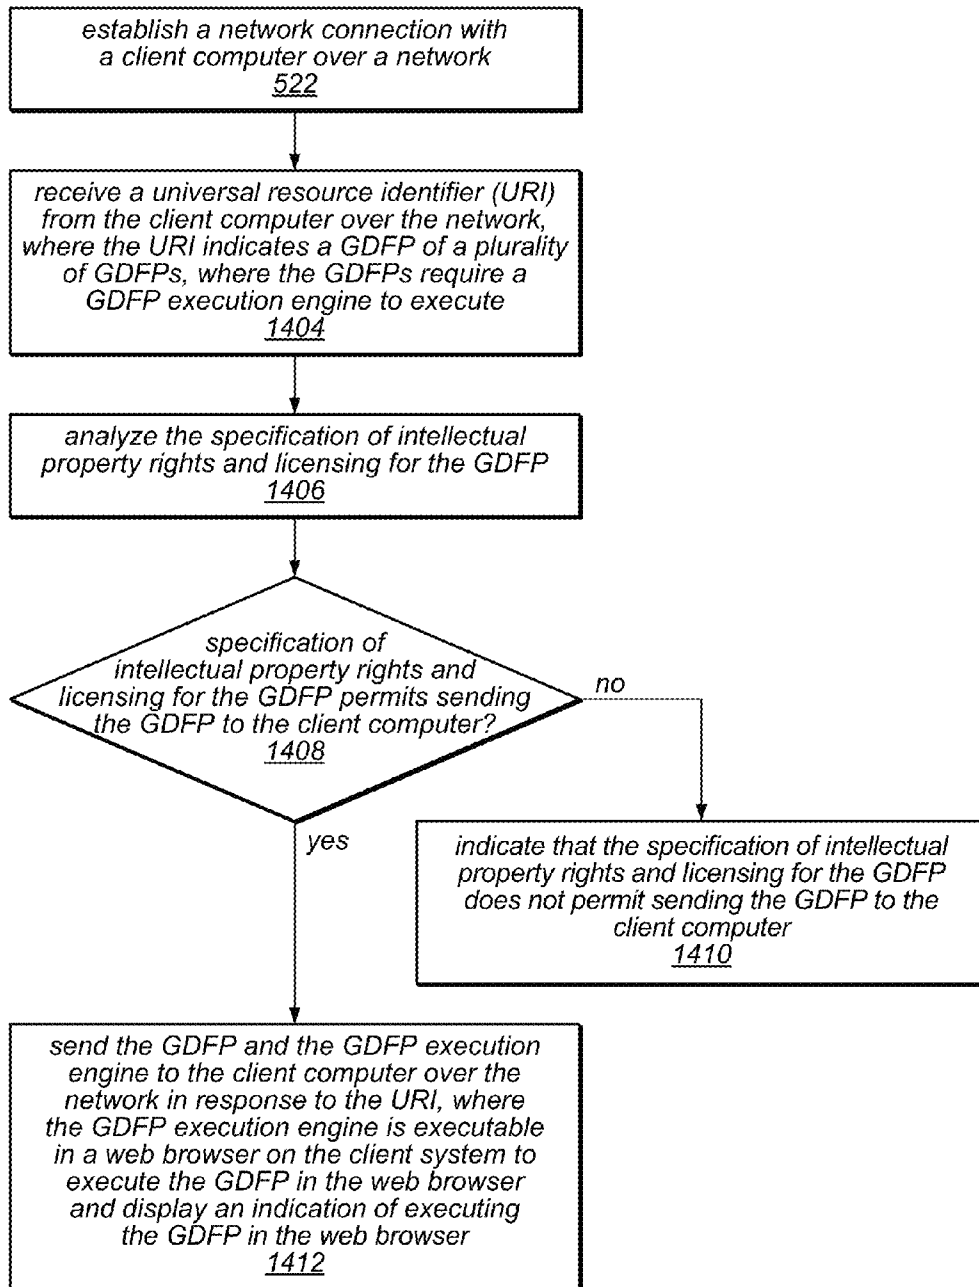 establish a network connection with
a client computer over a network
522
receive a universal resource identifier (URI)
from the client computer over the network,
where the URI indicates a GDFP of a plurality
of GDFPs, where the GDFPs require a
GDFP execution engine to execute
1404
analyze the specification of intellectual
property rights and licensing for the GDFP
1406
specification of
intellectual property rights and
licensing for the GDFP permits sending
the GDFP to the client computer?
1408
no
yes
indicate that the specification of intellectual
property rights and licensing for the GDFP
does not permit sending the GDFP to the
client computer
1410
send the GDFP and the GDFP execution
engine to the client computer over the
network in response to the URI, where
the GDFP execution engine is executable
in a web browser on the client system to
execute the GDFP in the web browser
and display an indication of executing
the GDFP in the web browser
1412